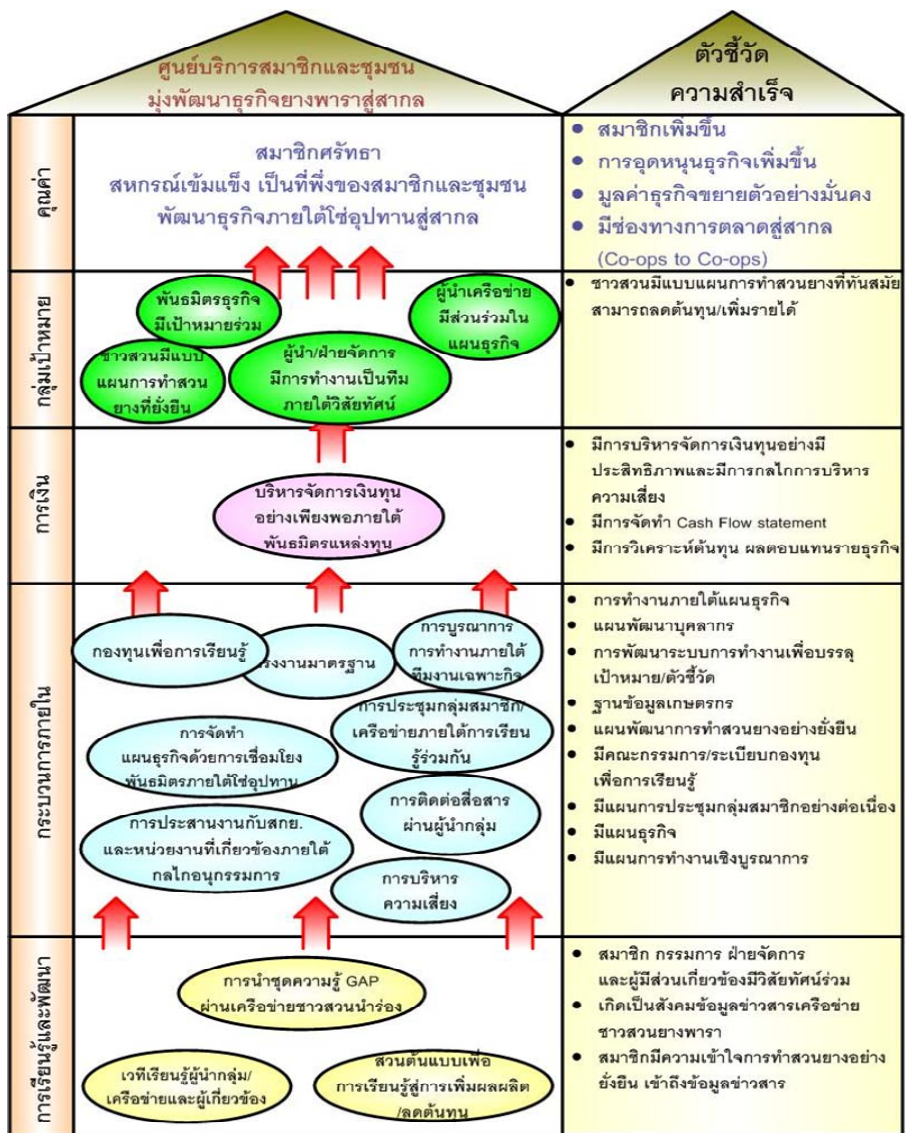 ศูนย์บริการสมาชิกและชุมชน
มุ่งพัฒนาธุรกิจยางพาราสู่สากล
ตัวชี้วัด
ความสำเร็จ
คุณค่า
สมาชิกศรัทธา
สหกรณ์เข้มแข็ง เป็นที่พึ่งของสมาชิกและชุมชน
พัฒนาธุรกิจภายใต้โซ่อุปทานสู่สากล
• สมาชิกเพิ่มขึ้น
• การอุดหนุนธุรกิจเพิ่มขึ้น
• มูลค่าธุรกิจขยายตัวอย่างมั่นคง
• มีช่องทางการตลาดสู่สากล
(Co-ops to Co-ops)
กลุ่มเป้าหมาย
พันธมิตรธุรกิจ
มีเป้าหมายร่วม
ผู้นำเครือข่าย
มีส่วนร่วมใน
แผนธุรกิจ
ชาวสวนมีแบบ
แผนการทำสวน
ยางที่ยั่งยืน
ผู้นำ/ฝ่ายจัดการ
มีการทำงานเป็นทีม
ภายใต้วิสัยทัศน์
• ชาวสวนมีแบบแผนการทำสวนยางที่ทันสมัย
สามารถลดต้นทุน/เพิ่มรายได้
การเงิน
บริหารจัดการเงินทุน
อย่างเพียงพอภายใต้
พันธมิตรแหล่งทุน
• มีการบริหารจัดการเงินทุนอย่างมี
ประสิทธิภาพและมีการกลไกการบริหาร
ความเสี่ยง
• มีการจัดทำ Cash Flow statement
• มีการวิเคราะห์ต้นทุน ผลตอบแทนรายธุรกิจ
กระบวนการภายใน
กองทุนเพื่อการเรียนรู้
โรงงานมาตรฐาน
การบูรณาการ
การทำงานภายใต้
ทีมงานเฉพาะกิจ
การประชุมกลุ่มสมาชิก/
เครือข่ายภายใต้การเรียน
รู้ร่วมกัน
การจัดทำ
แผนธุรกิจด้วยการเชื่อมโยง
พันธมิตรภายใต้โซ่อุปทาน
การติดต่อสื่อสาร
ผ่านผู้นำกลุ่ม
การประสานงานกับสกย.
และหน่วยงานที่เกี่ยวข้องภายใต้
กลไกอนุกรรมการ
การบริหาร
ความเสี่ยง
• การทำงานภายใต้แผนธุรกิจ
• แผนพัฒนาบุคลากร
• การพัฒนาระบบการทำงานเพื่อบรรลุ
เป้าหมาย/ตัวชี้วัด
• ฐานข้อมูลเกษตรกร
• แผนพัฒนาการทำสวนยางอย่างยั่งยืน
• มีคณะกรรมการ/ระเบียบกองทุน
เพื่อการเรียนรู้
• มีแผนการประชุมกลุ่มสมาชิกอย่างต่อเนื่อง
• มีแผนธุรกิจ
• มีแผนการทำงานเชิงบูรณาการ
การเรียนรู้และพัฒนา
การนำชุดความรู้ GAP
ผ่านเครือข่ายชาวสวนนำร่อง
เวทีเรียนรู้ผู้นำกลุ่ม/
เครือข่ายและผู้เกี่ยวข้อง
สวนต้นแบบเพื่อ
การเรียนรู้สู่การเพิ่มผลผลิต
/ลดต้นทุน
• สมาชิก กรรมการ ฝ่ายจัดการ
และผู้มีส่วนเกี่ยวข้องมีวิสัยทัศน์ร่วม
• เกิดเป็นสังคมข้อมูลข่าวสารเครือข่าย
ชาวสวนยางพารา
• สมาชิกมีความเข้าใจการทำสวนยางอย่าง
ยั่งยืน เข้าถึงข้อมูลข่าวสาร